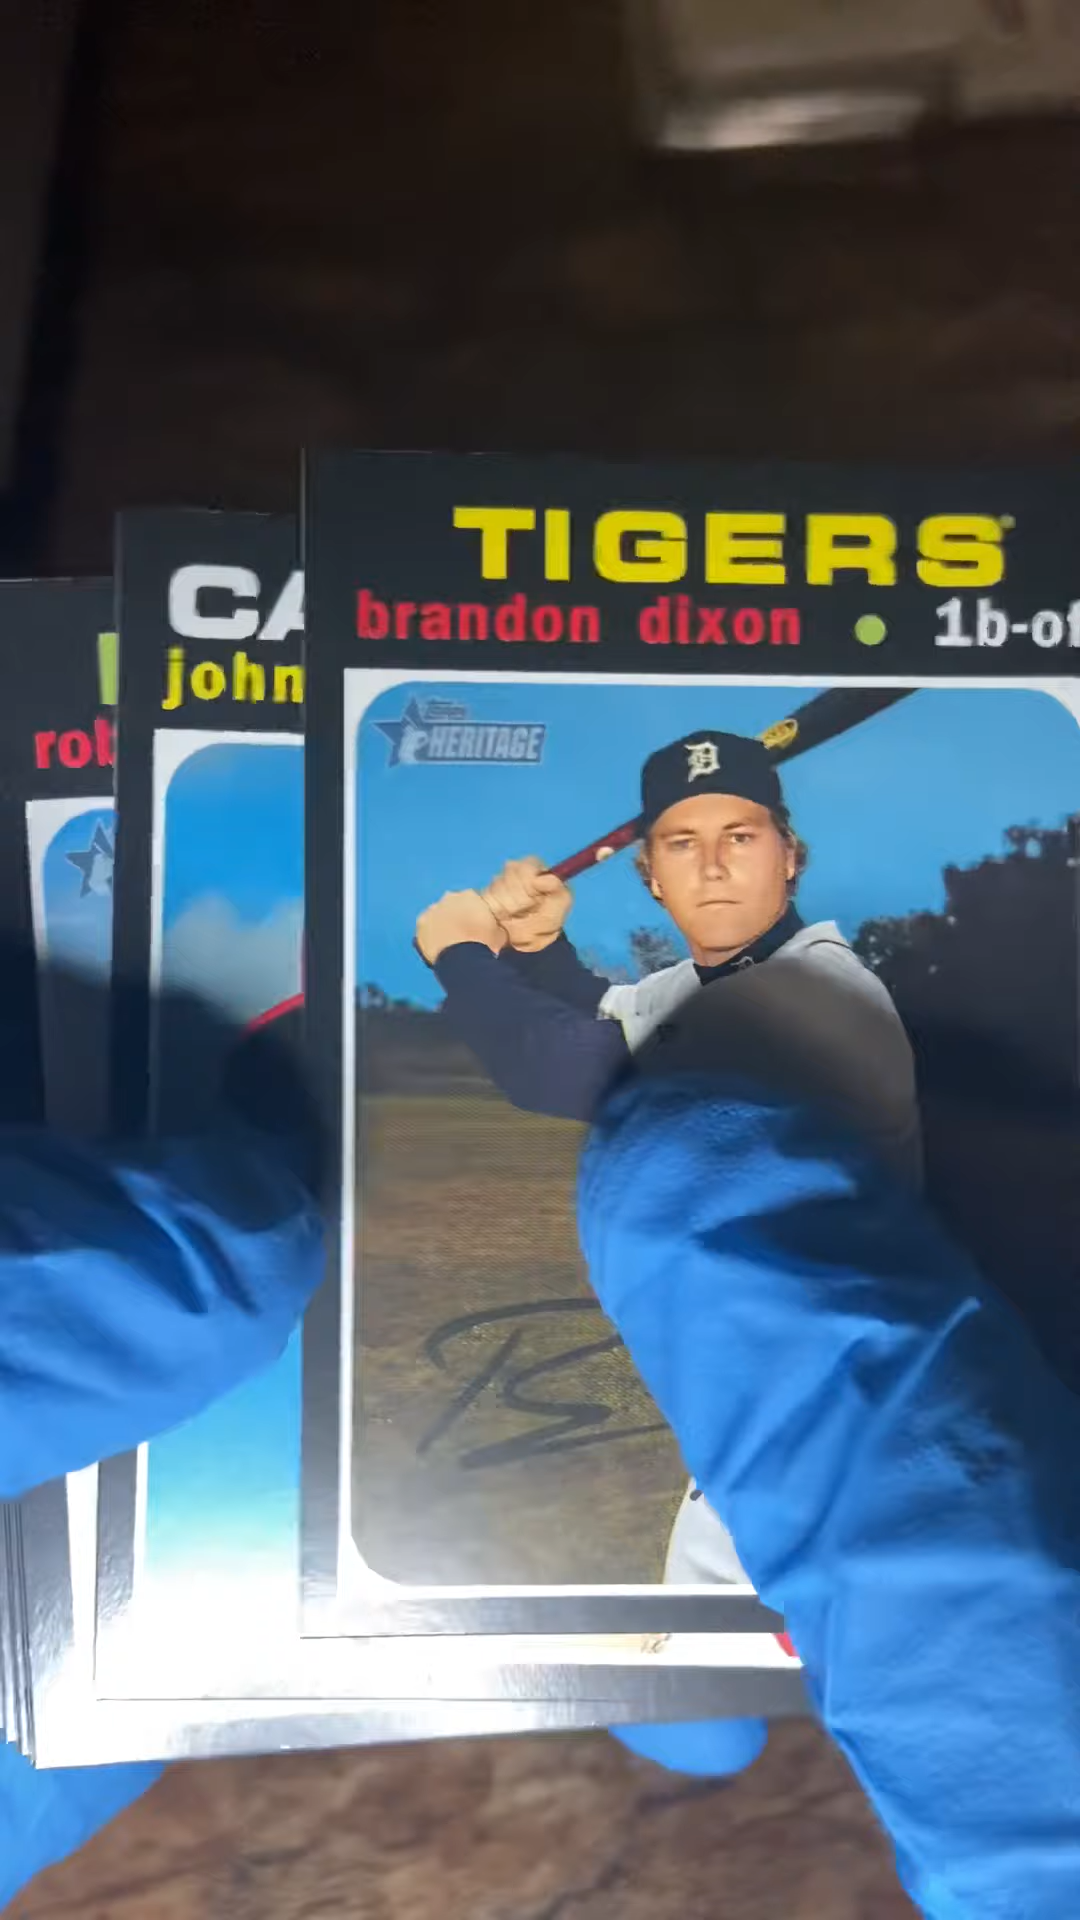 TIGERS
brandon dixon • 1b-of
CA
john
rob
HERITAGE